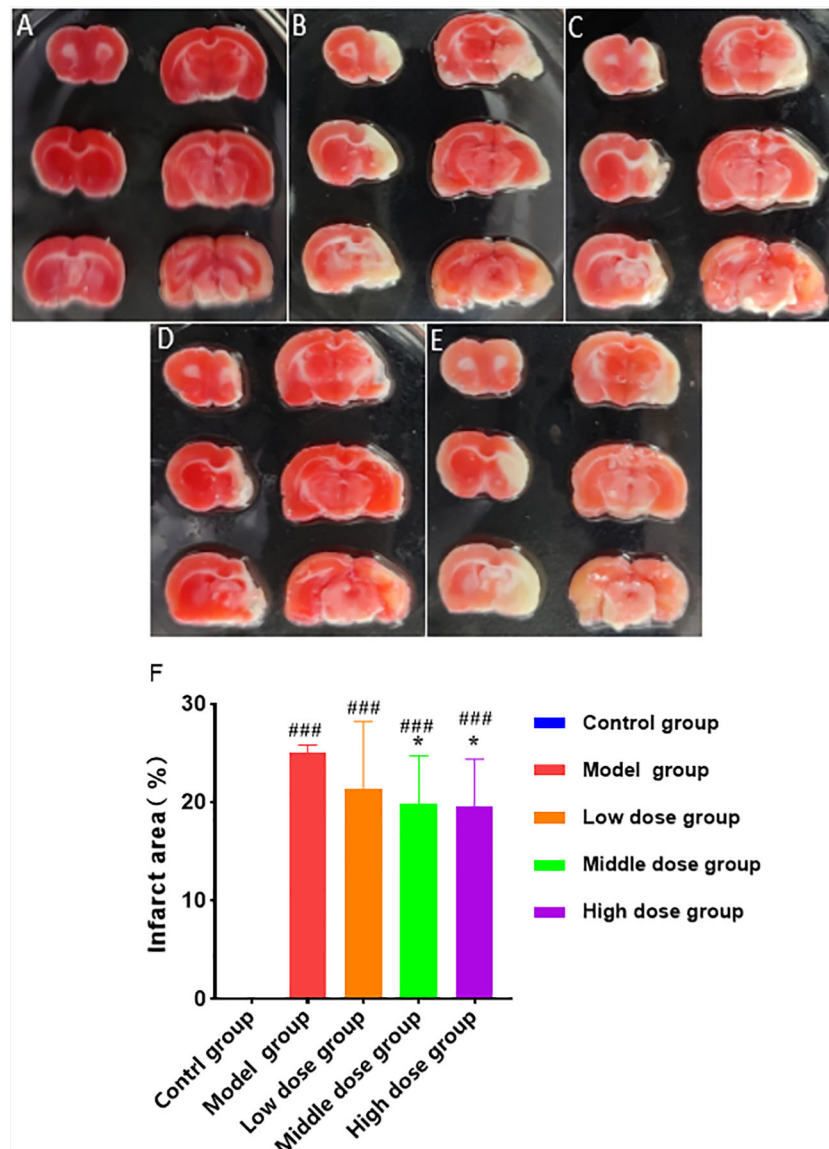 A
B
C
D
E
F
Infarct area( %)
30
20
10
0
###
###
###
*
###
*
Contrl group
Model group
Low dose group
Middle dose group
High dose group
Control group
Model group
Low dose group
Middle dose group
High dose group